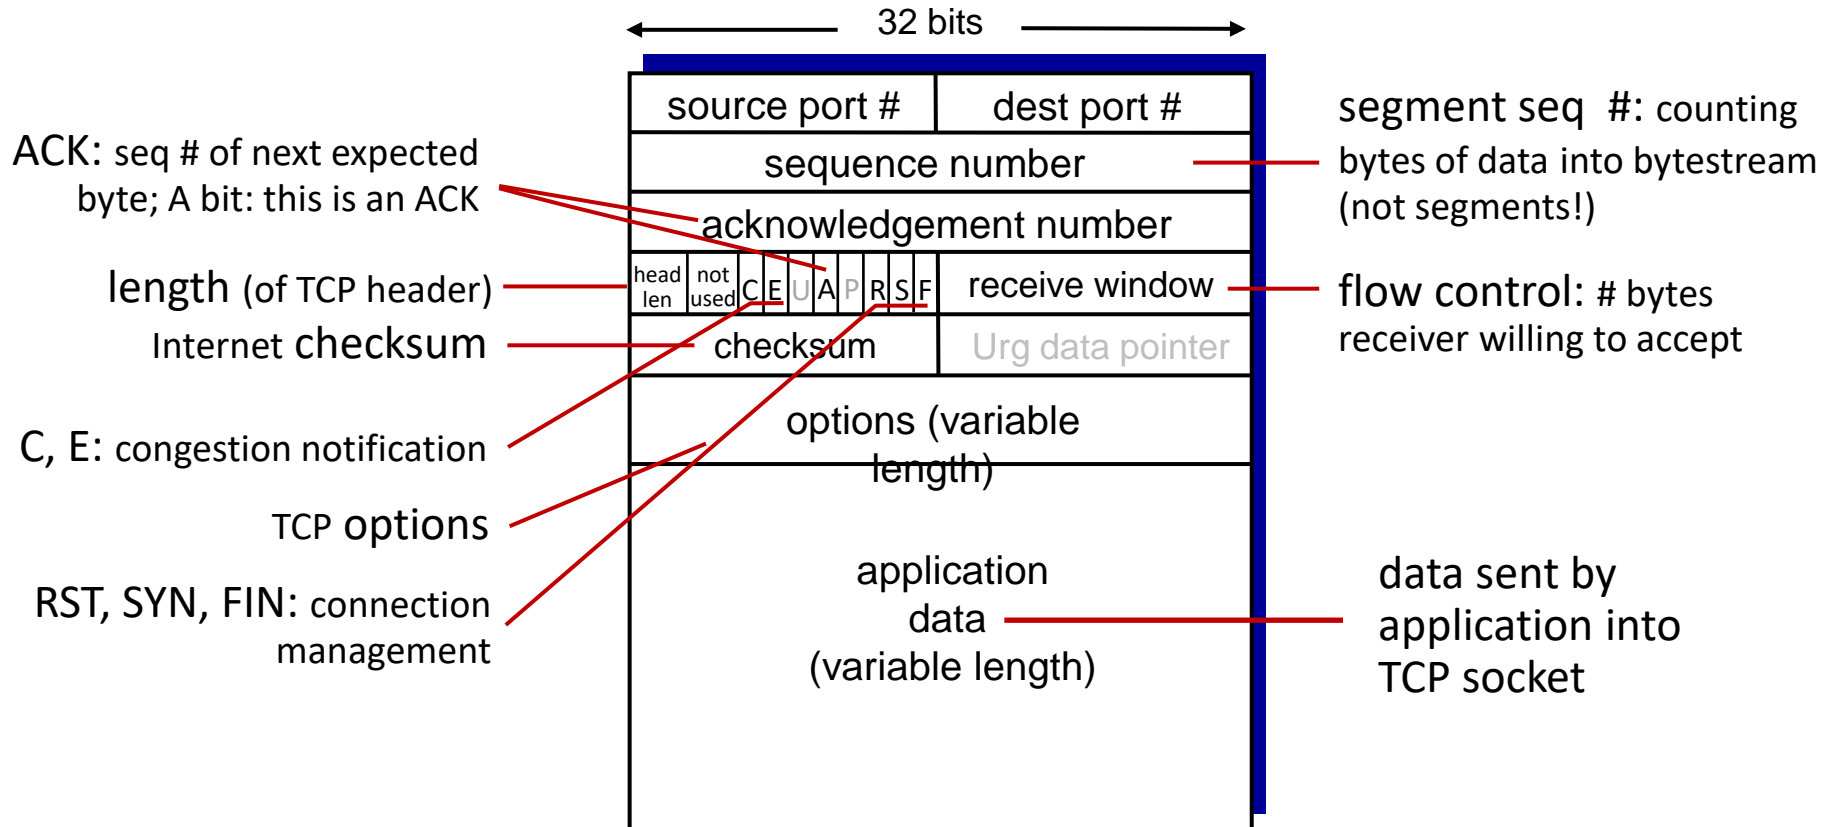 32 bits
source port #
dest port #
segment seq #: counting
bytes of data into bytestream
(not segments!)
ACK: seq # of next expected
byte; A bit: this is an ACK
sequence number
acknowledgement number
length (of TCP header)
head
len
not
used
C
E
U
A
P
R
S
F
receive window
flow control: # bytes
receiver willing to accept
Internet checksum
checksum
Urg data pointer
C, E: congestion notification
options (variable
length)
TCP options
RST, SYN, FIN: connection
management
application
data
(variable length)
data sent by
application into
TCP socket